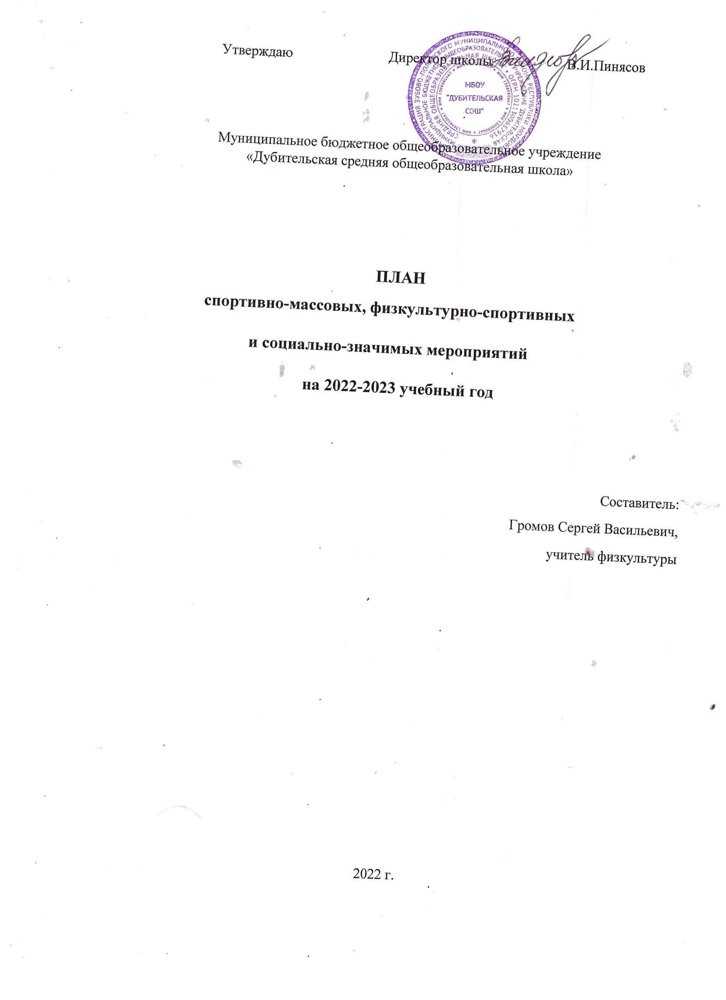 Утверждаю Директор школы В.И.Пинясов
МБОУ
"ДУБИТЕЛЬСКАЯ
СОШ"
Муниципальное бюджетное общеобразовательное учреждение
«Дубительская средняя общеобразовательная школа»
ПЛАН
спортивно-массовых, физкультурно-спортивных
и социально-значимых мероприятий
на 2022-2023 учебный год
Составитель:
Громов Сергей Васильевич,
учитель физкультуры
2022 г.